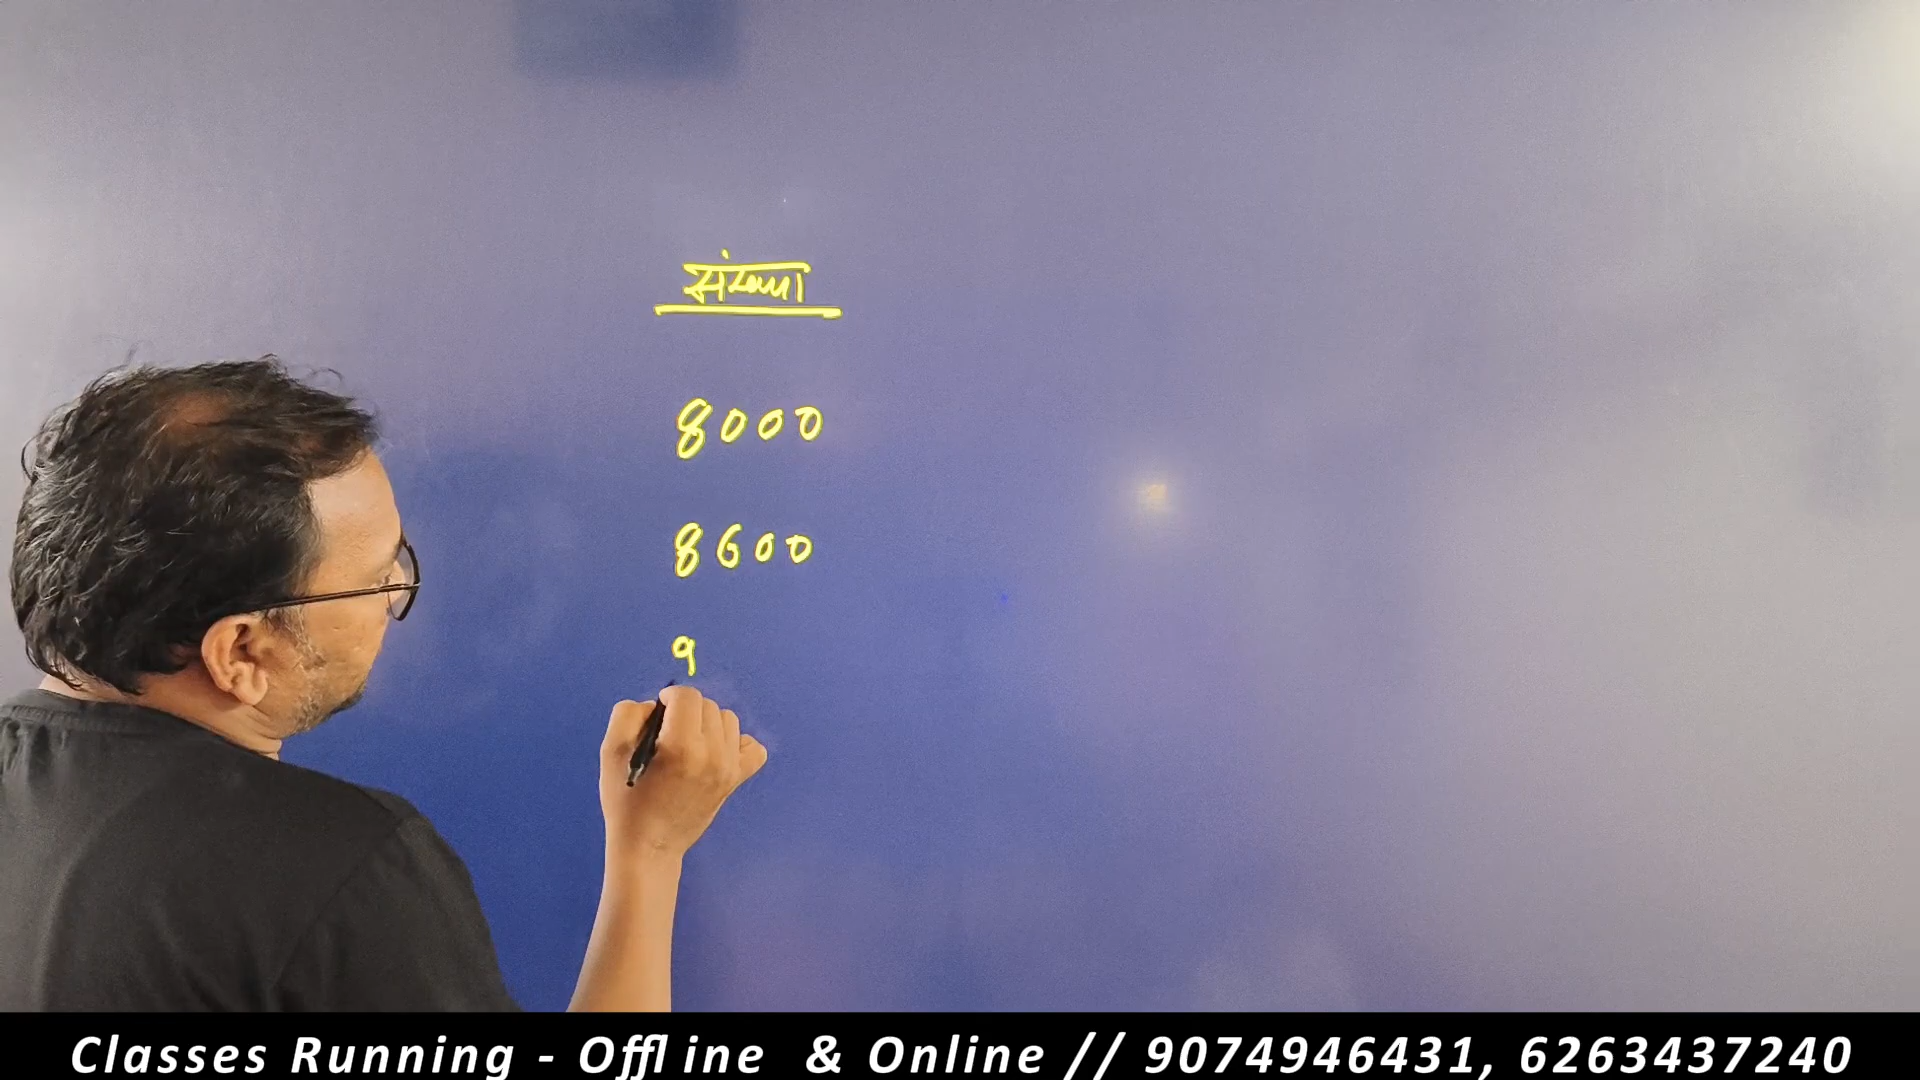 संख्या
8000
8600
9
Classes Running - Offline & Online // 9074946431, 6263437240